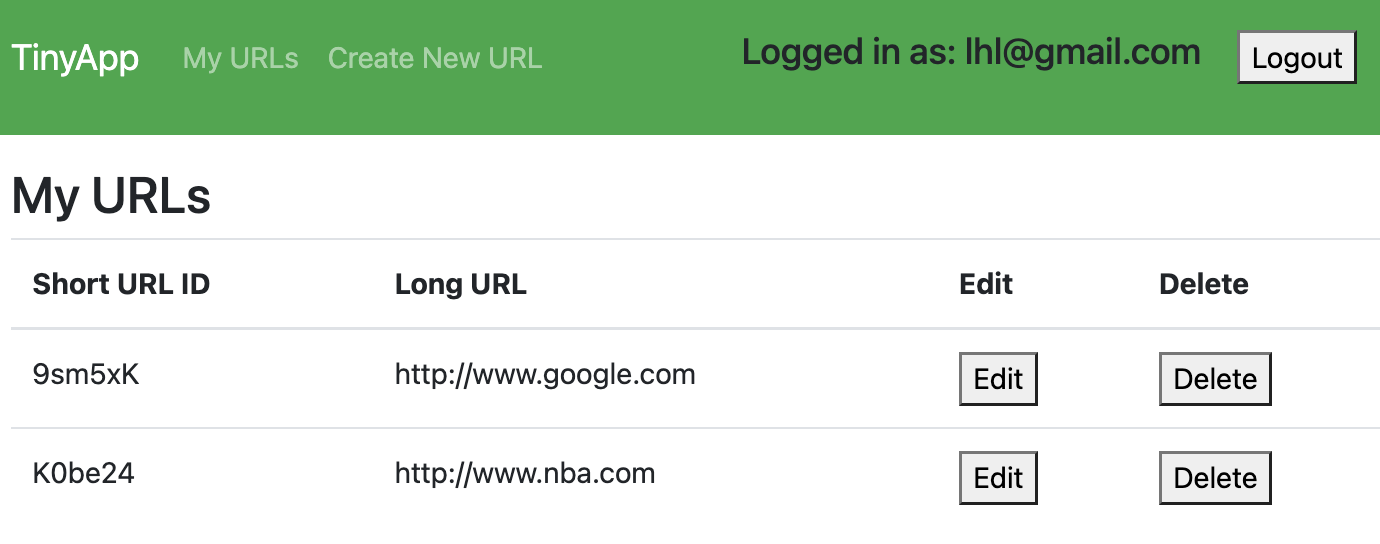 TinyApp My URLs Create New URL Logged in as: lhl@gmail.com Logout
My URLs
Short URL ID Long URL Edit Delete
9sm5xK http://www.google.com Edit Delete
K0be24 http://www.nba.com Edit Delete